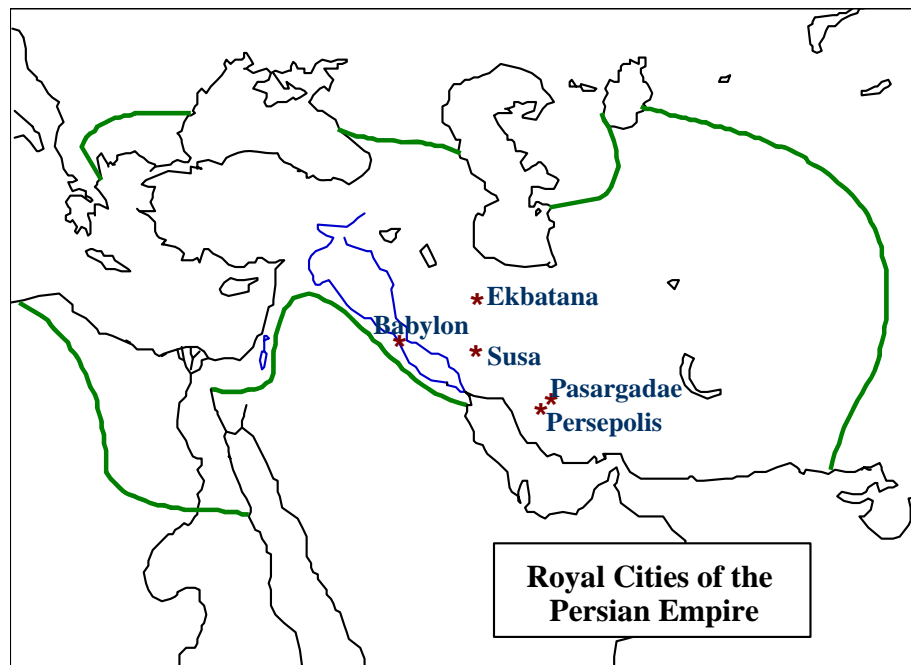 Ekbatana
Babylon
Susa
Pasargadae
Persepolis
Royal Cities of the
Persian Empire